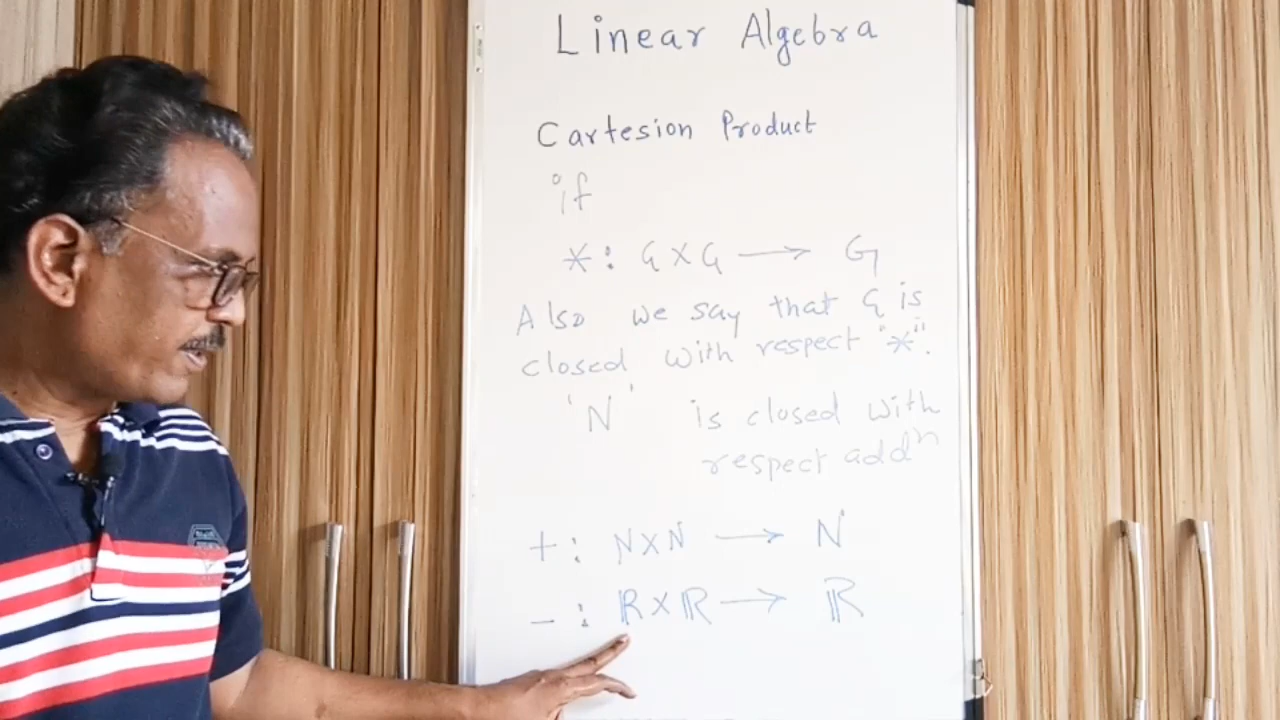 Linear Algebra
Cartesion Product
if
* : G × G ⟶ G
Also we say that G is
closed with respect "*".
'N' is closed with
respect addⁿ
+ : N × N ⟶ N
- : ℝ × ℝ ⟶ ℝ